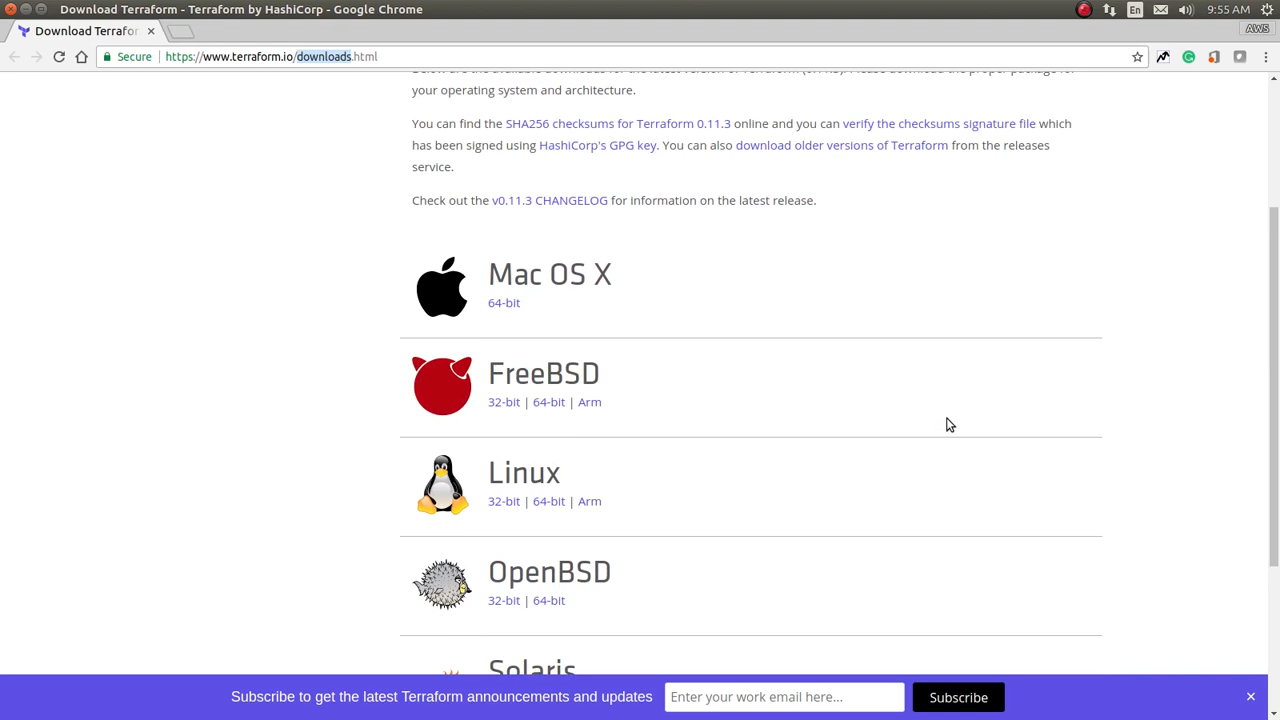 Download Terraform - Terraform by HashiCorp - Google Chrome
En
9:55 AM
Download Terrafor
AWS
Secure
https://www.terraform.io/downloads.html
your operating system and architecture.
You can find the SHA256 checksums for Terraform 0.11.3 online and you can verify the checksums signature file which
has been signed using HashiCorp's GPG key. You can also download older versions of Terraform from the releases
service.
Check out the v0.11.3 CHANGELOG for information on the latest release.
Mac OS X
64-bit
FreeBSD
32-bit | 64-bit | Arm
Linux
32-bit | 64-bit | Arm
OpenBSD
32-bit | 64-bit
Solaris
Subscribe to get the latest Terraform announcements and updates
Enter your work email here...
Subscribe